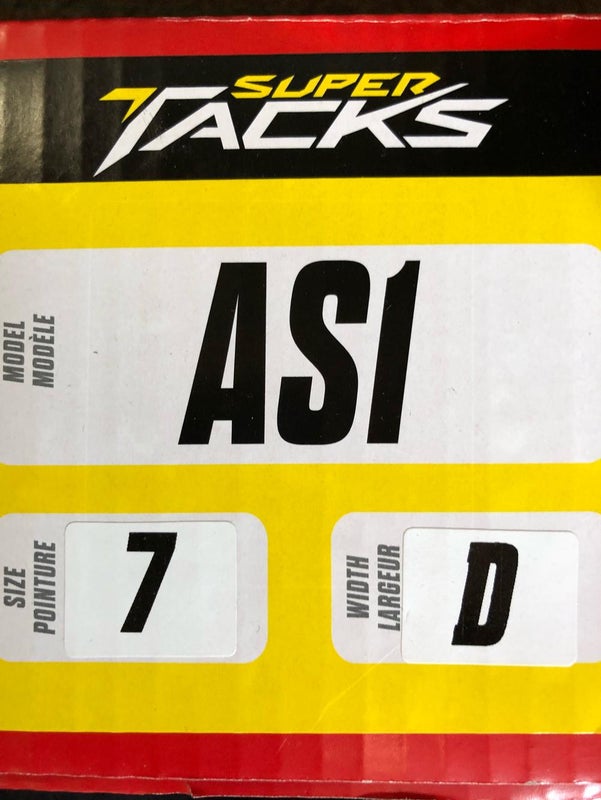 SUPER
TACKS
MODEL
MODÈLE
AS1
SIZE
POINTURE
7
WIDTH
LARGEUR
D